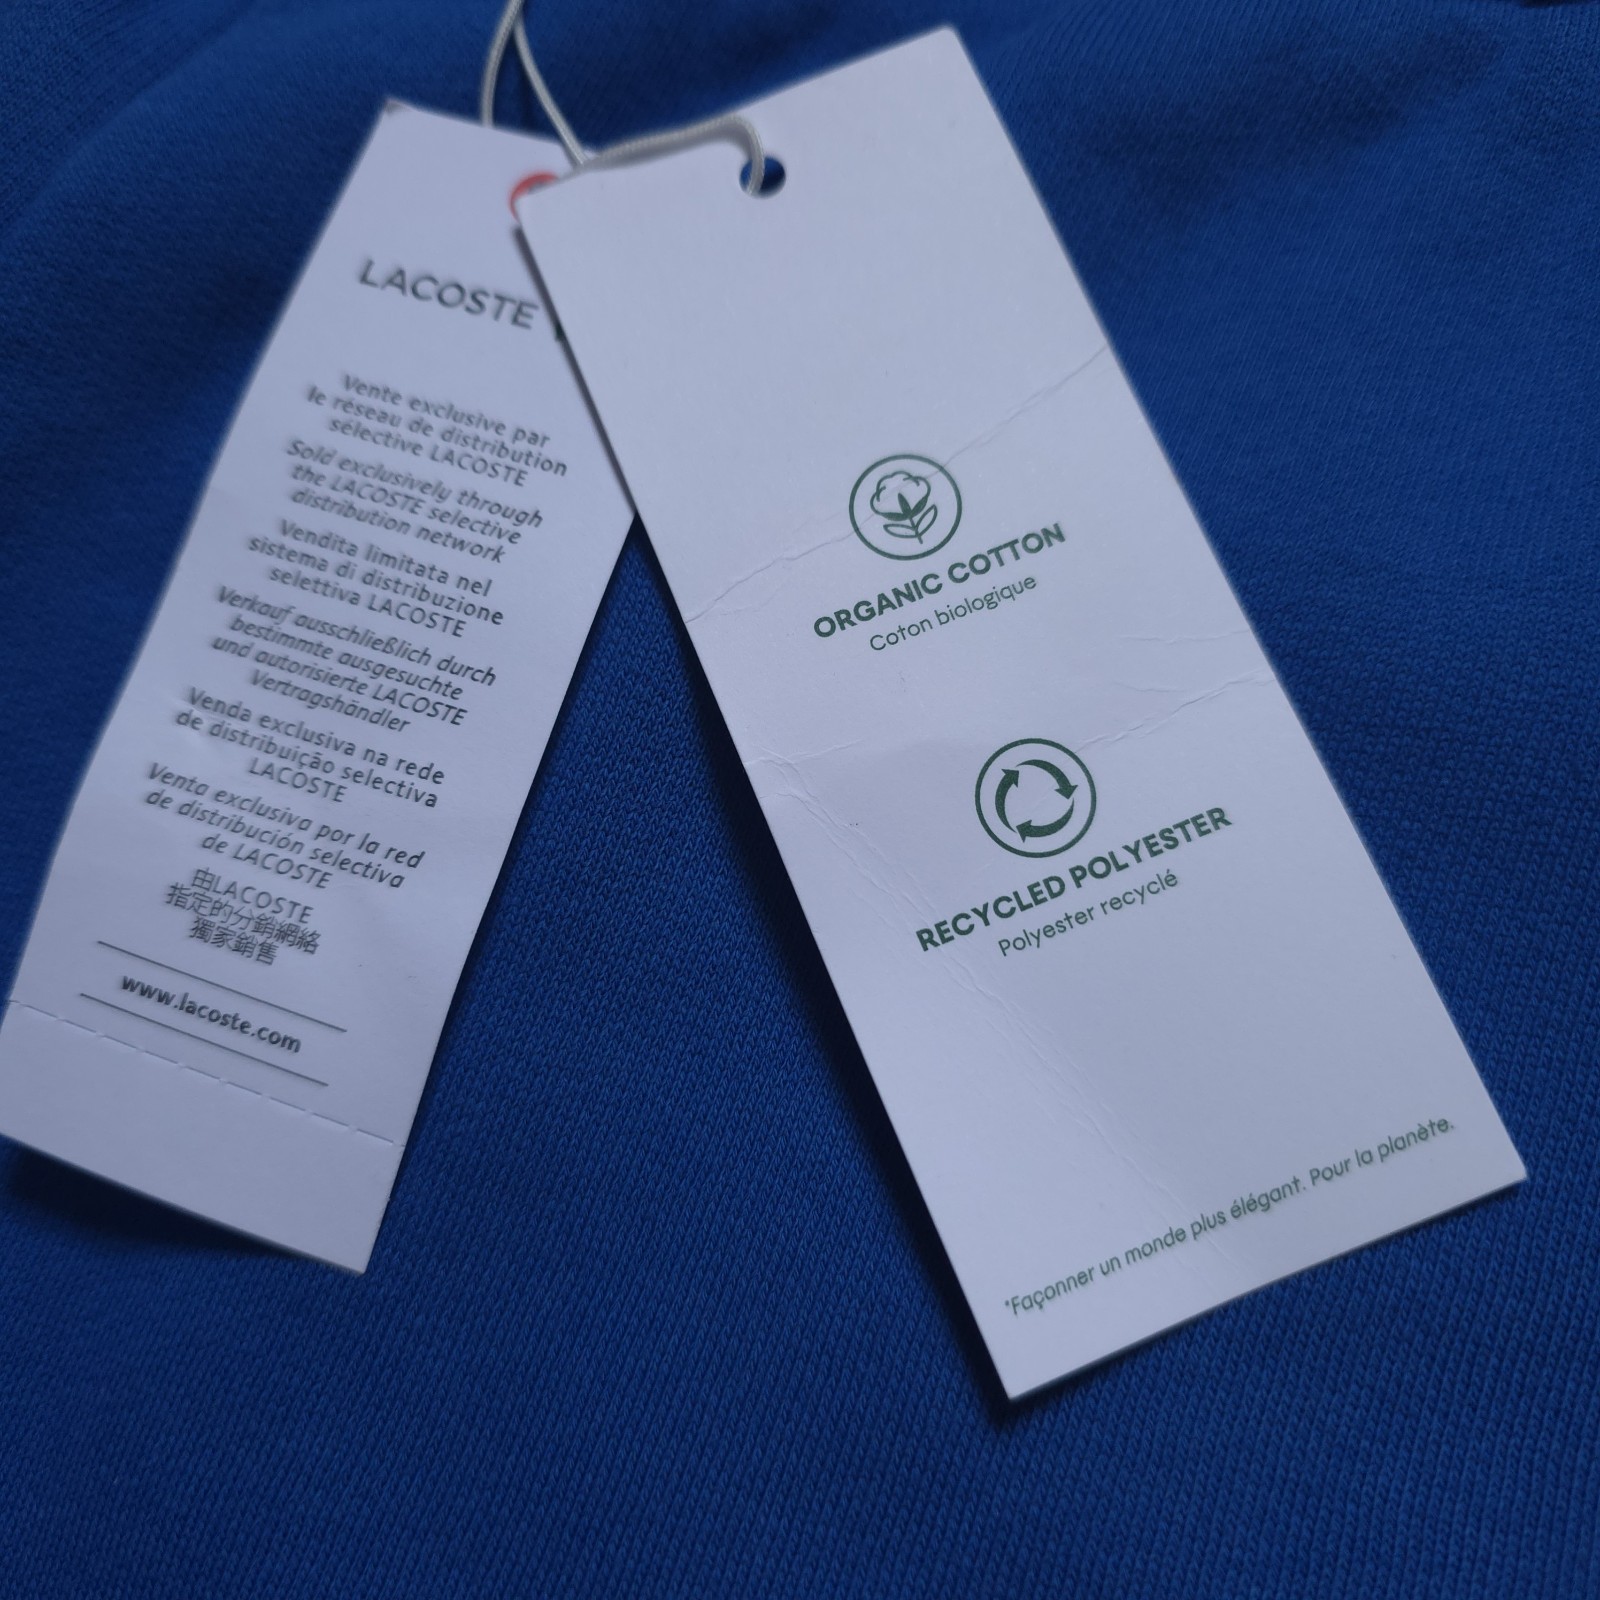 LACOSTE
Vente exclusive par
le réseau de distribution
sélective LACOSTE
Sold exclusively through
the LACOSTE selective
distribution network
Vendita limitata nel
sistema di distribuzione
selettiva LACOSTE
Verkauf ausschließlich durch
bestimmte ausgesuchte
und autorisierte LACOSTE
Vertragshändler
Venda exclusiva na rede
de distribuição selectiva
LACOSTE
Venta exclusiva por la red
de distribución selectiva
de LACOSTE
由LACOSTE
指定的分銷網絡
獨家銷售
www.lacoste.com
ORGANIC COTTON
Coton biologique
RECYCLED POLYESTER
Polyester recyclé
*Façonner un monde plus élégant. Pour la planète.